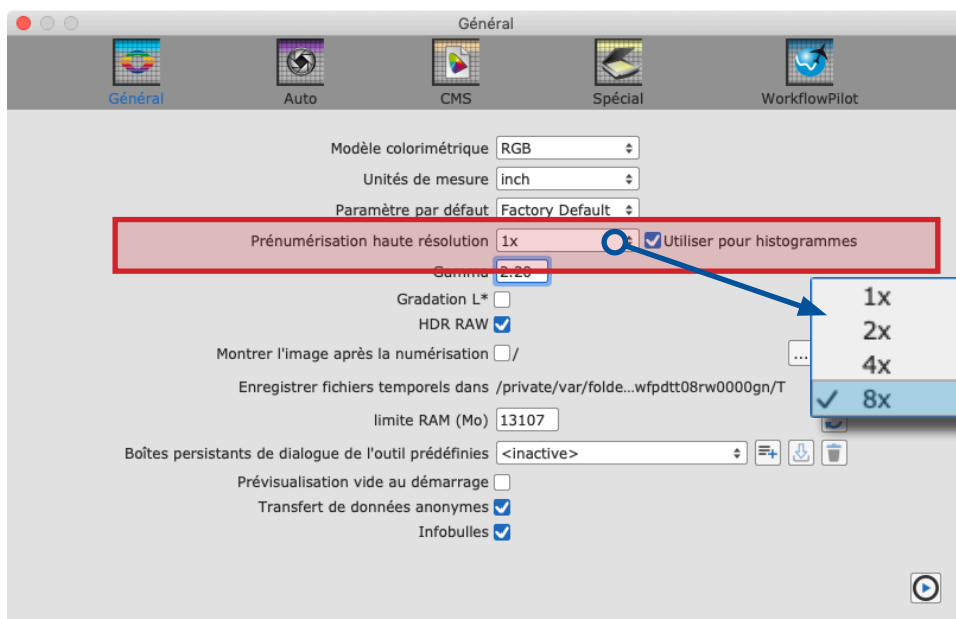 Général
Général Auto CMS Spécial WorkflowPilot
Modèle colorimétrique RGB
Unités de mesure inch
Paramètre par défaut Factory Default
Prénumérisation haute résolution 1x Utiliser pour histogrammes
Gamma 2.20
Gradation L*
HDR RAW
Montrer l'image après la numérisation / ...
Enregistrer fichiers temporels dans /private/var/folde...wfpdtt08rw0000gn/T
limite RAM (Mo) 13107
Boîtes persistants de dialogue de l'outil prédéfinies <inactive>
Prévisualisation vide au démarrage
Transfert de données anonymes
Infobulles
1x
2x
4x
8x